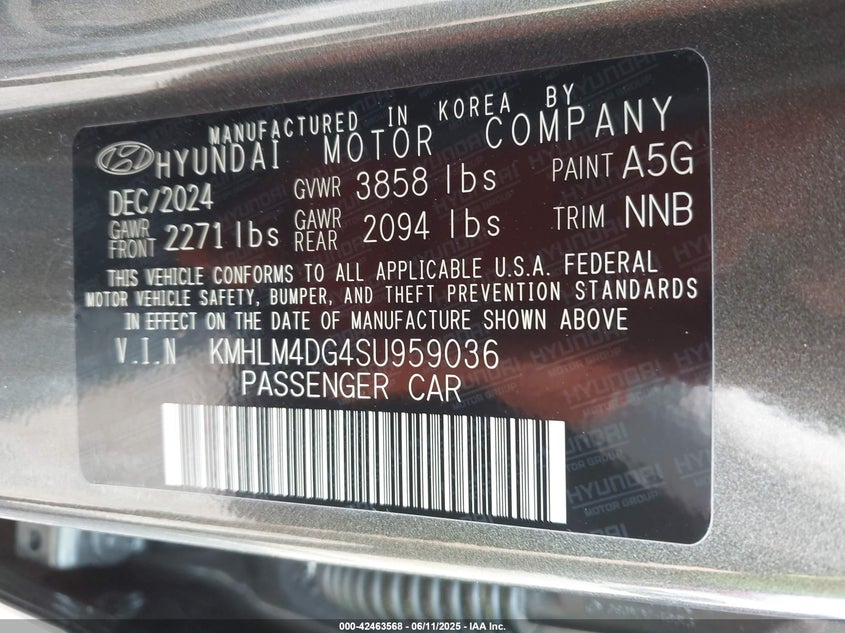 MANUFACTURED IN KOREA BY
HYUNDAI MOTOR COMPANY
DEC/2024 GVWR 3858 lbs PAINT A5G
GAWR FRONT 2271 lbs GAWR REAR 2094 lbs TRIM NNB
THIS VEHICLE CONFORMS TO ALL APPLICABLE U.S.A. FEDERAL
MOTOR VEHICLE SAFETY, BUMPER, AND THEFT PREVENTION STANDARDS
IN EFFECT ON THE DATE OF MANUFACTURE SHOWN ABOVE
V.I.N KMHLM4DG4SU959036
PASSENGER CAR
HYUNDAI
MOTOR GROUP
000-42463568 - 06/11/2025 - IAA Inc.